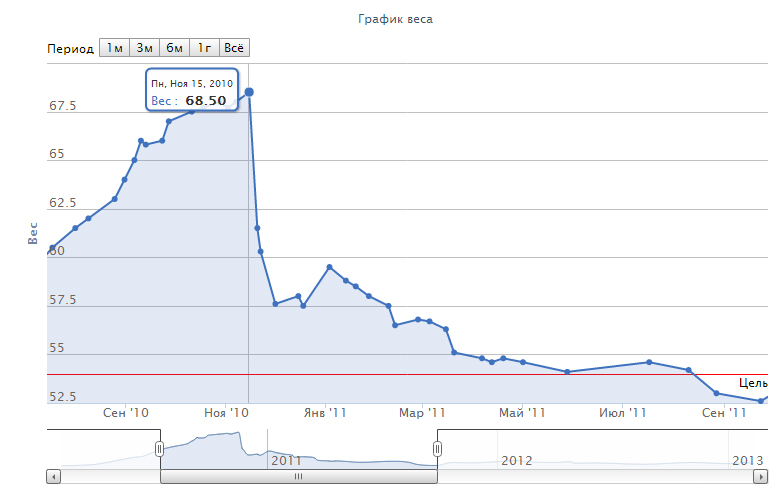 График веса
Период 1м 3м 6м 1г Всё
Пн, Ноя 15, 2010
Вес : 68.50
67.5
65
62.5
60
57.5
55
52.5
Вес
Цель
Сен '10 Ноя '10 Янв '11 Мар '11 Май '11 Июл '11 Сен '11
2011 2012 2013